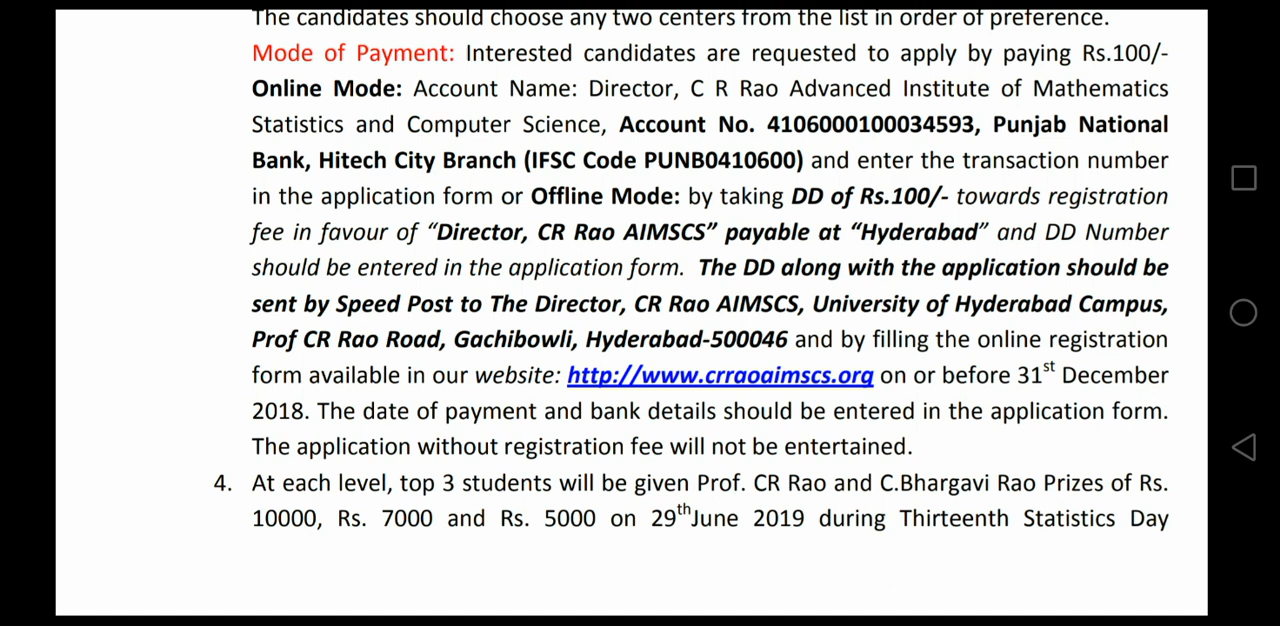 The candidates should choose any two centers from the list in order of preference.
Mode of Payment: Interested candidates are requested to apply by paying Rs.100/-
Online Mode: Account Name: Director, C R Rao Advanced Institute of Mathematics
Statistics and Computer Science, Account No. 4106000100034593, Punjab National
Bank, Hitech City Branch (IFSC Code PUNB0410600) and enter the transaction number
in the application form or Offline Mode: by taking DD of Rs.100/- towards registration
fee in favour of “Director, CR Rao AIMSCS” payable at “Hyderabad” and DD Number
should be entered in the application form. The DD along with the application should be
sent by Speed Post to The Director, CR Rao AIMSCS, University of Hyderabad Campus,
Prof CR Rao Road, Gachibowli, Hyderabad-500046 and by filling the online registration
form available in our website: http://www.crraoaimscs.org on or before 31st December
2018. The date of payment and bank details should be entered in the application form.
The application without registration fee will not be entertained.
4. At each level, top 3 students will be given Prof. CR Rao and C.Bhargavi Rao Prizes of Rs.
10000, Rs. 7000 and Rs. 5000 on 29thJune 2019 during Thirteenth Statistics Day